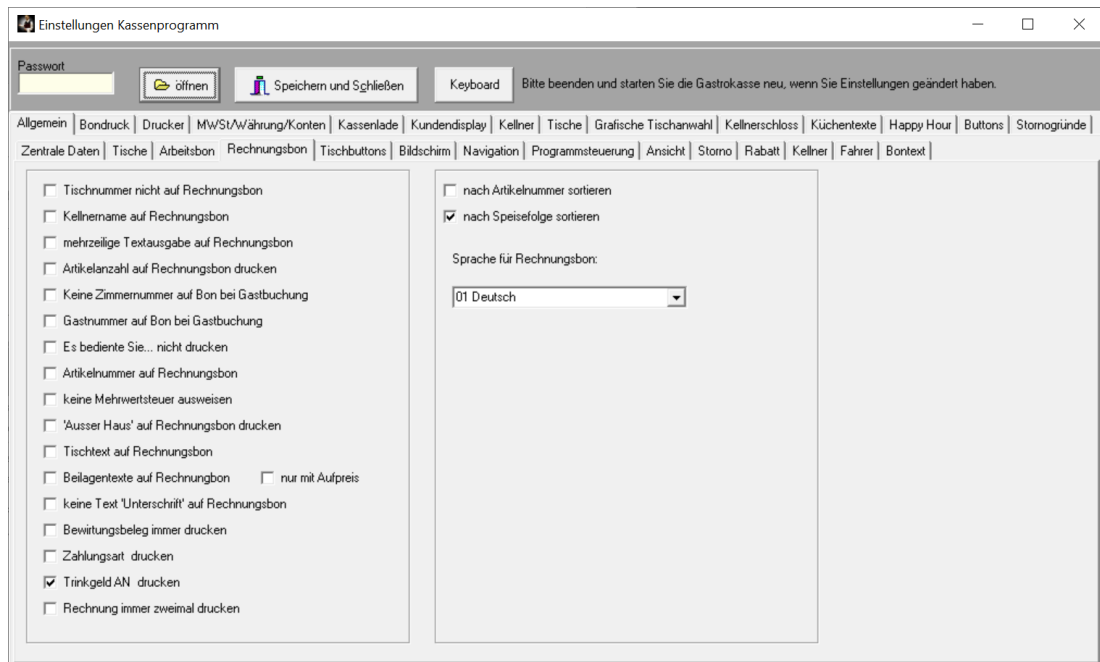 Einstellungen Kassenprogramm
Passwort
öffnen
Speichern und Schließen
Keyboard
Bitte beenden und starten Sie die Gastrokasse neu, wenn Sie Einstellungen geändert haben.
Allgemein Bondruck Drucker MWSt/Währung/Konten Kassenlade Kundendisplay Kellner Tische Grafische Tischanwahl Kellnerschloss Küchentexte Happy Hour Buttons Stornogründe
Zentrale Daten Tische Arbeitsbon Rechnungsbon Tischbuttons Bildschirm Navigation Programmsteuerung Ansicht Storno Rabatt Kellner Fahrer Bontext
Tischnummer nicht auf Rechnungsbon
Kellnername auf Rechnungsbon
mehrzeilige Textausgabe auf Rechnungsbon
Artikelanzahl auf Rechnungsbon drucken
Keine Zimmernummer auf Bon bei Gastbuchung
Gastnummer auf Bon bei Gastbuchung
Es bediente Sie... nicht drucken
Artikelnummer auf Rechnungsbon
keine Mehrwertsteuer ausweisen
'Ausser Haus' auf Rechnungsbon drucken
Tischtext auf Rechnungsbon
Beilagentexte auf Rechnungbon nur mit Aufpreis
keine Text 'Unterschrift' auf Rechnungsbon
Bewirtungsbeleg immer drucken
Zahlungsart drucken
Trinkgeld AN drucken
Rechnung immer zweimal drucken
nach Artikelnummer sortieren
nach Speisefolge sortieren
Sprache für Rechnungsbon:
01 Deutsch